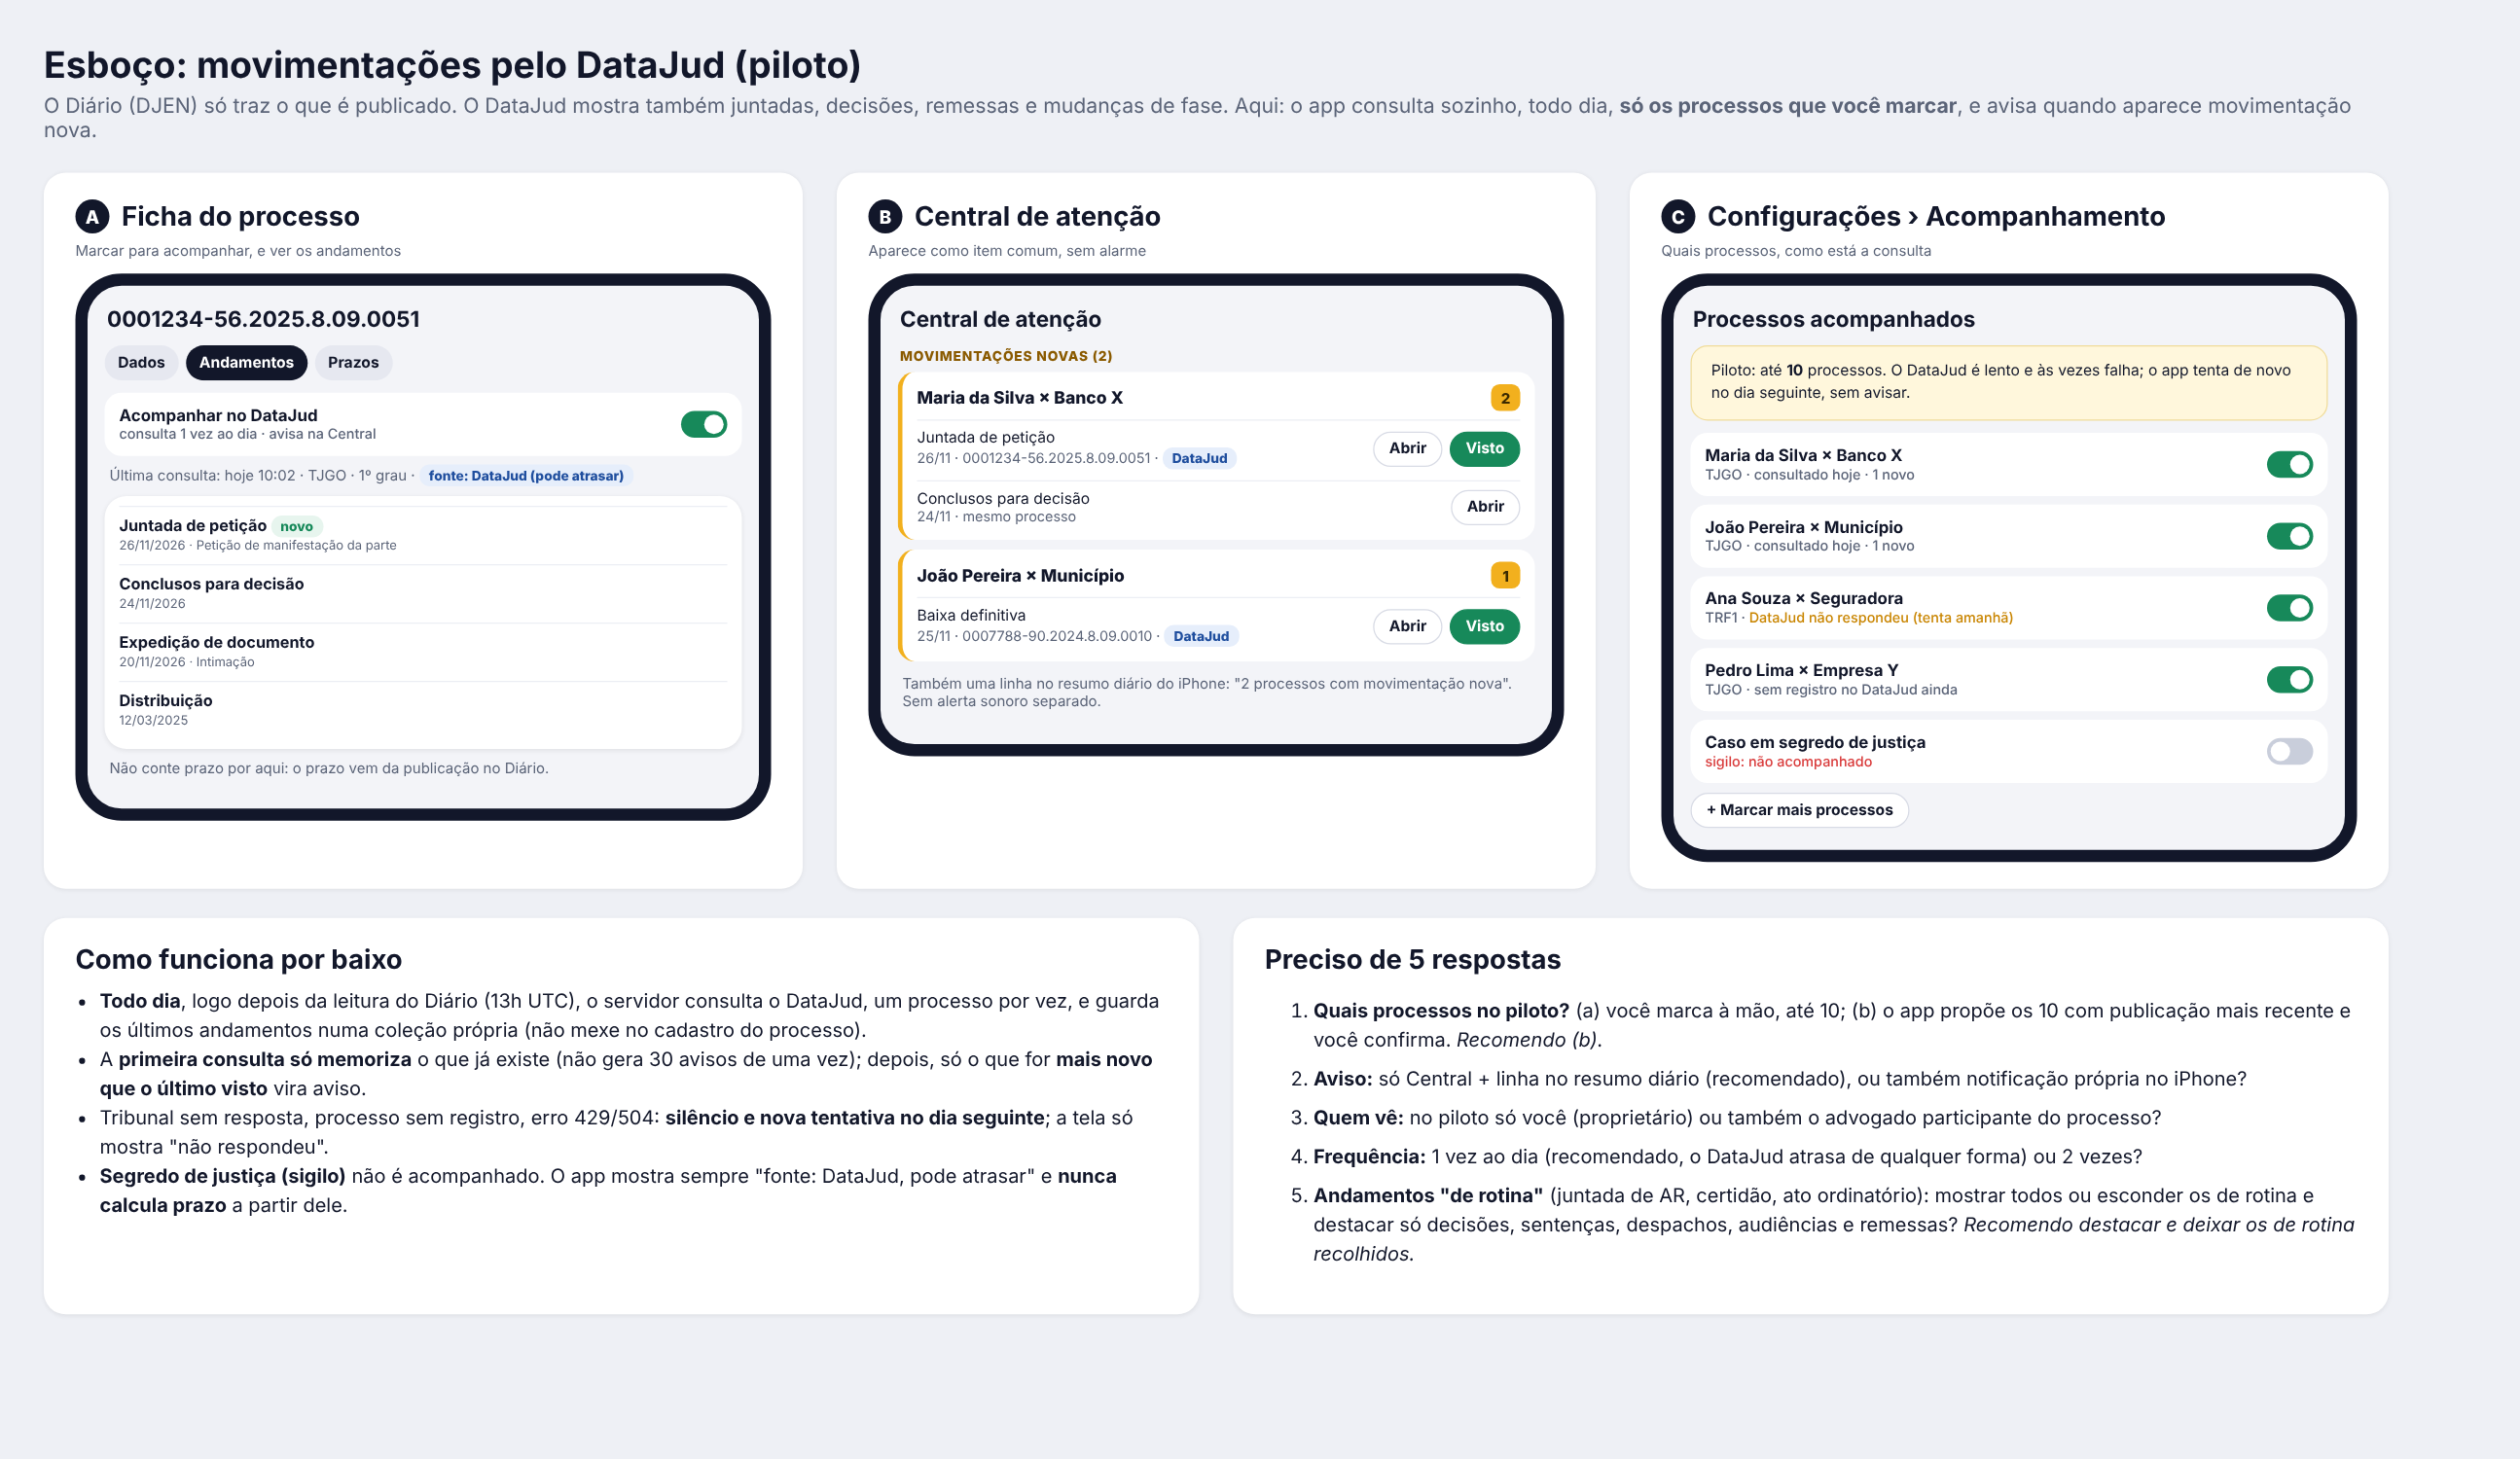 Esboço: movimentações pelo DataJud (piloto)
O Diário (DJEN) só traz o que é publicado. O DataJud mostra também juntadas, decisões, remessas e mudanças de fase. Aqui: o app consulta sozinho, todo dia, só os processos que você marcar, e avisa quando aparece movimentação
nova.
A Ficha do processo
Marcar para acompanhar, e ver os andamentos
0001234-56.2025.8.09.0051
Dados Andamentos Prazos
Acompanhar no DataJud
consulta 1 vez ao dia · avisa na Central
Última consulta: hoje 10:02 · TJGO · 1º grau · fonte: DataJud (pode atrasar)
Juntada de petição novo
26/11/2026 · Petição de manifestação da parte
Conclusos para decisão
24/11/2026
Expedição de documento
20/11/2026 · Intimação
Distribuição
12/03/2025
Não conte prazo por aqui: o prazo vem da publicação no Diário.
B Central de atenção
Aparece como item comum, sem alarme
Central de atenção
MOVIMENTAÇÕES NOVAS (2)
Maria da Silva × Banco X 2
Juntada de petição
26/11 · 0001234-56.2025.8.09.0051 · DataJud
Abrir Visto
Conclusos para decisão
24/11 · mesmo processo
Abrir
João Pereira × Município 1
Baixa definitiva
25/11 · 0007788-90.2024.8.09.0010 · DataJud
Abrir Visto
Também uma linha no resumo diário do iPhone: "2 processos com movimentação nova".
Sem alerta sonoro separado.
C Configurações › Acompanhamento
Quais processos, como está a consulta
Processos acompanhados
Piloto: até 10 processos. O DataJud é lento e às vezes falha; o app tenta de novo
no dia seguinte, sem avisar.
Maria da Silva × Banco X
TJGO · consultado hoje · 1 novo
João Pereira × Município
TJGO · consultado hoje · 1 novo
Ana Souza × Seguradora
TRF1 · DataJud não respondeu (tenta amanhã)
Pedro Lima × Empresa Y
TJGO · sem registro no DataJud ainda
Caso em segredo de justiça
sigilo: não acompanhado
+ Marcar mais processos
Como funciona por baixo
• Todo dia, logo depois da leitura do Diário (13h UTC), o servidor consulta o DataJud, um processo por vez, e guarda
os últimos andamentos numa coleção própria (não mexe no cadastro do processo).
• A primeira consulta só memoriza o que já existe (não gera 30 avisos de uma vez); depois, só o que for mais novo
que o último visto vira aviso.
• Tribunal sem resposta, processo sem registro, erro 429/504: silêncio e nova tentativa no dia seguinte; a tela só
mostra "não respondeu".
• Segredo de justiça (sigilo) não é acompanhado. O app mostra sempre "fonte: DataJud, pode atrasar" e nunca
calcula prazo a partir dele.
Preciso de 5 respostas
1. Quais processos no piloto? (a) você marca à mão, até 10; (b) o app propõe os 10 com publicação mais recente e
você confirma. Recomendo (b).
2. Aviso: só Central + linha no resumo diário (recomendado), ou também notificação própria no iPhone?
3. Quem vê: no piloto só você (proprietário) ou também o advogado participante do processo?
4. Frequência: 1 vez ao dia (recomendado, o DataJud atrasa de qualquer forma) ou 2 vezes?
5. Andamentos "de rotina" (juntada de AR, certidão, ato ordinatório): mostrar todos ou esconder os de rotina e
destacar só decisões, sentenças, despachos, audiências e remessas? Recomendo destacar e deixar os de rotina
recolhidos.